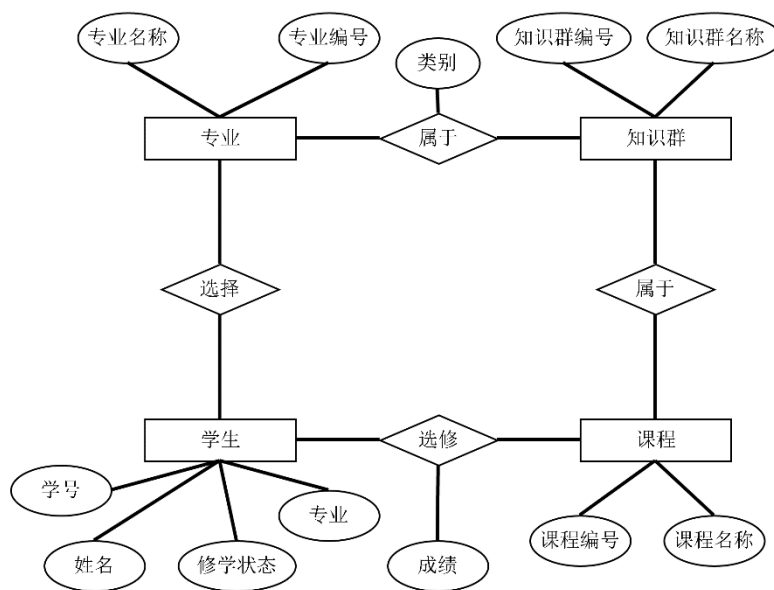 专业名称
专业编号
类别
知识群编号
知识群名称
专业
属于
知识群
选择
属于
学生
选修
课程
学号
专业
姓名
修学状态
成绩
课程编号
课程名称